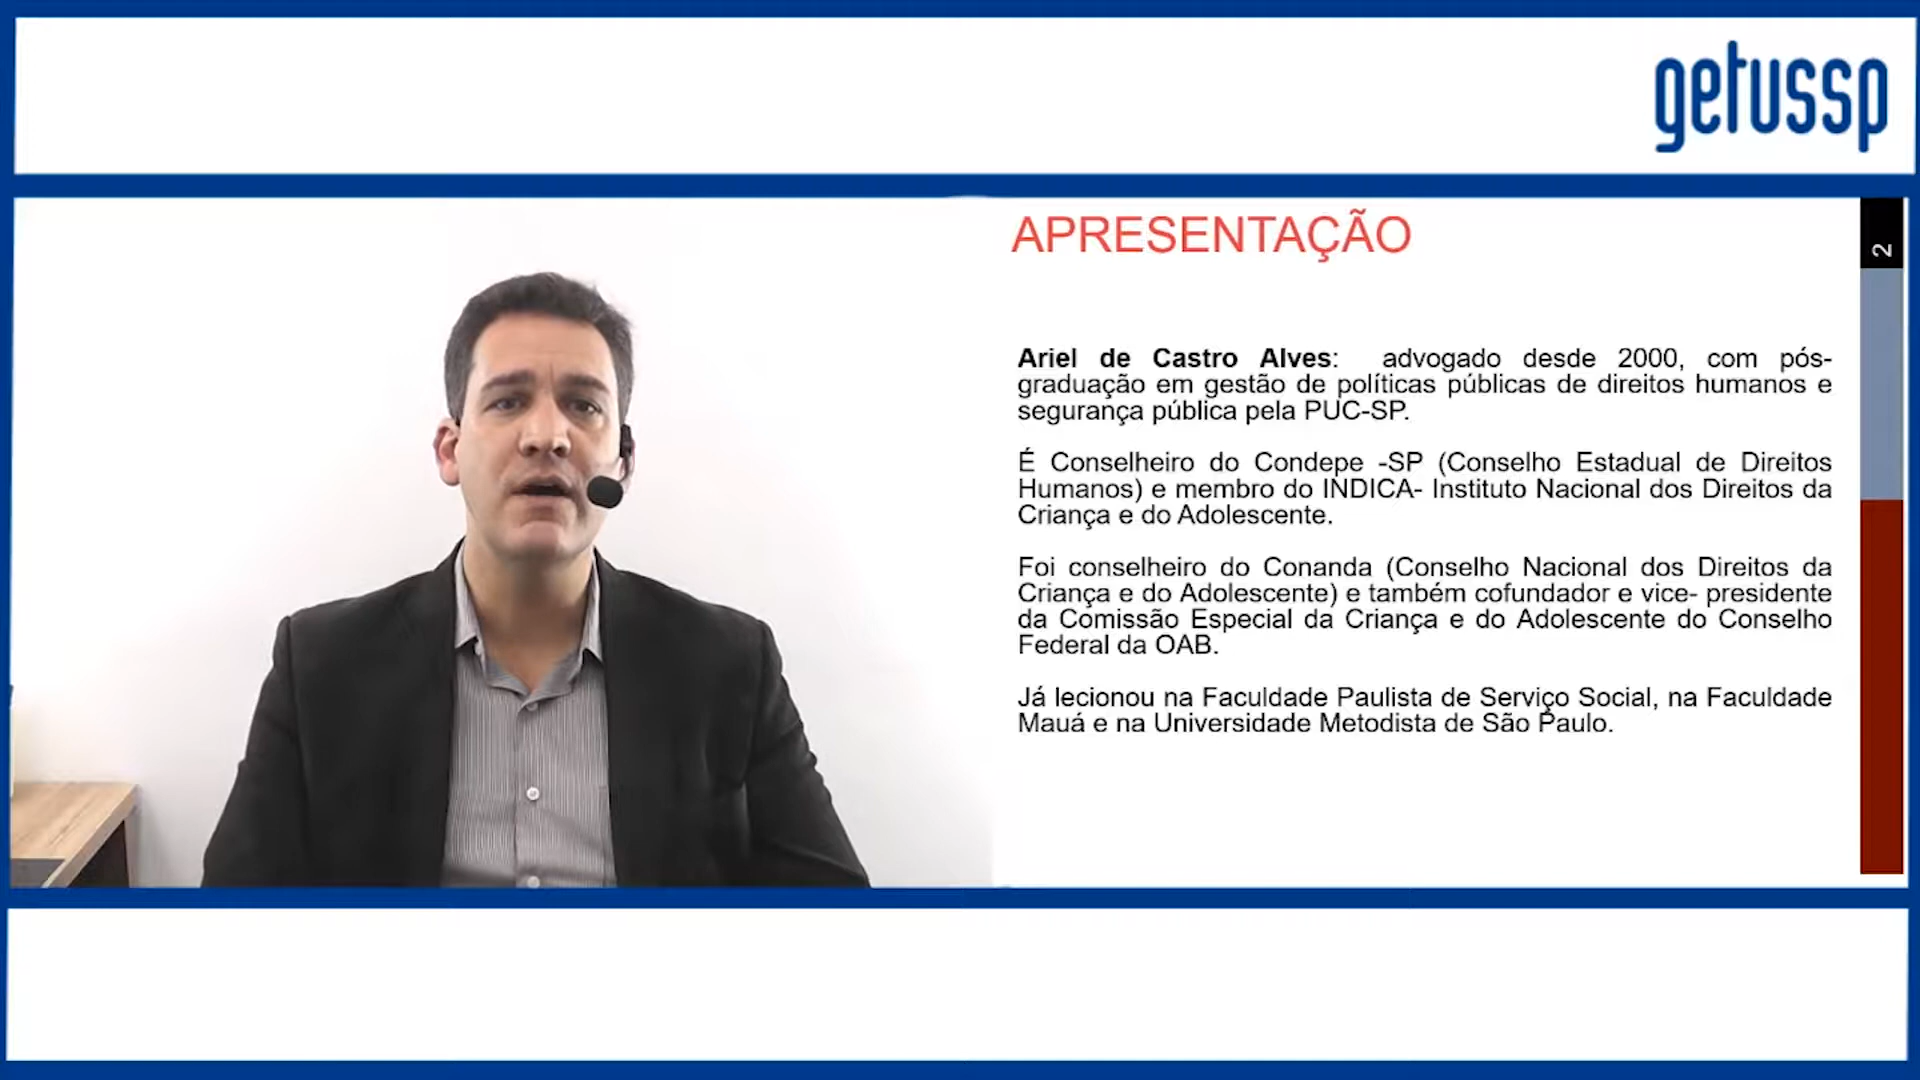 getussp
APRESENTAÇÃO
2
Ariel de Castro Alves: advogado desde 2000, com pós-
graduação em gestão de políticas públicas de direitos humanos e
segurança pública pela PUC-SP.
É Conselheiro do Condepe -SP (Conselho Estadual de Direitos
Humanos) e membro do INDICA- Instituto Nacional dos Direitos da
Criança e do Adolescente.
Foi conselheiro do Conanda (Conselho Nacional dos Direitos da
Criança e do Adolescente) e também cofundador e vice- presidente
da Comissão Especial da Criança e do Adolescente do Conselho
Federal da OAB.
Já lecionou na Faculdade Paulista de Serviço Social, na Faculdade
Mauá e na Universidade Metodista de São Paulo.